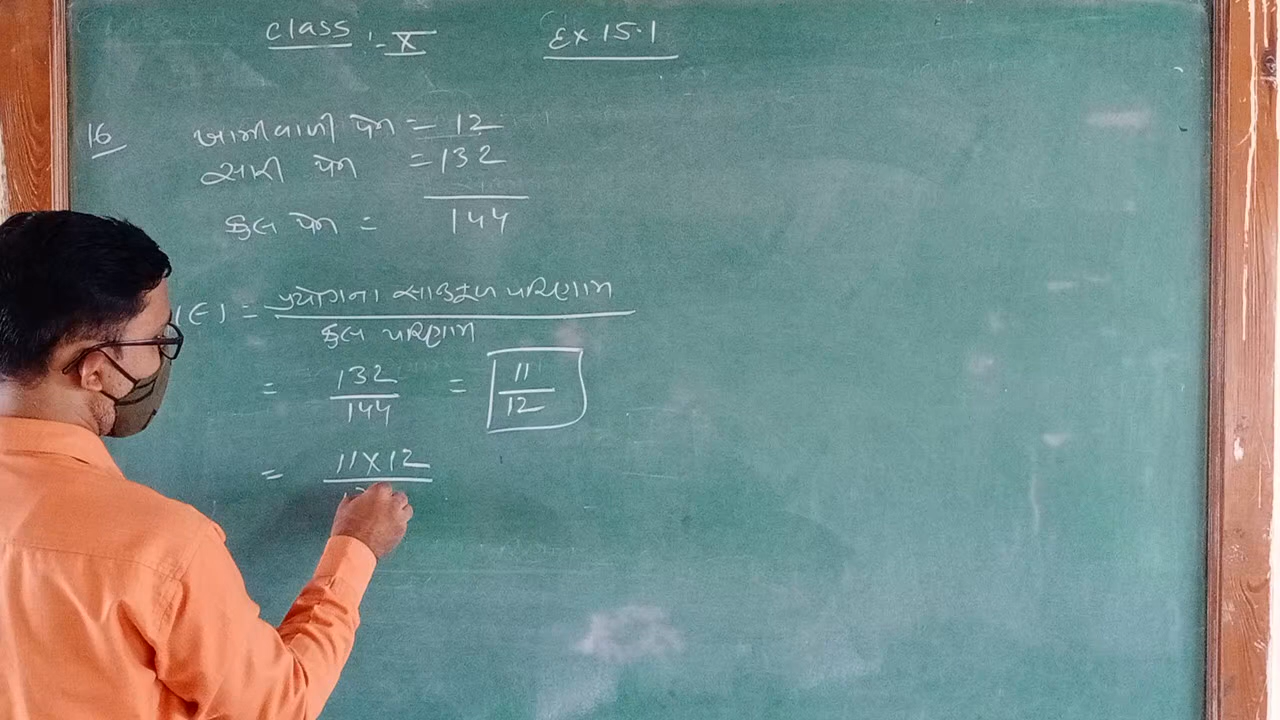 Class :- X Ex 15.1
16 ખામીવાળી પેન = 12
સારી પેન = 132
કુલ પેન = 144
(E) = પ્રયોગના સાનુકૂળ પરિણામ
કુલ પરિણામ
= 132 / 144 = 11 / 12
= 11 × 12